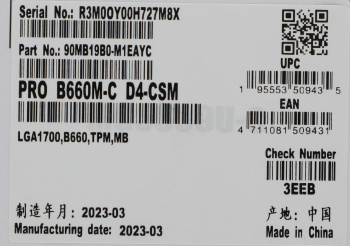 Serial No.: R3M0OY00H727M8X
Part No.: 90MB19B0-M1EAYC
UPC
1 95553 50943 5
PRO B660M-C D4-CSM
EAN
4 711081 509431
LGA1700,B660,TPM,MB
Check Number
3EEB
制造年月: 2023-03
产地: 中国
Manufacturing date: 2023-03
Made in China